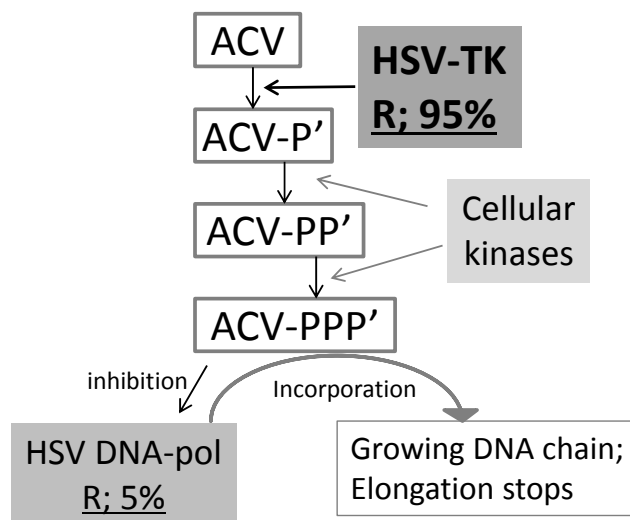 ACV
HSV-TK
R; 95%
ACV-P’
Cellular
kinases
ACV-PP’
ACV-PPP’
inhibition
Incorporation
HSV DNA-pol
R; 5%
Growing DNA chain;
Elongation stops